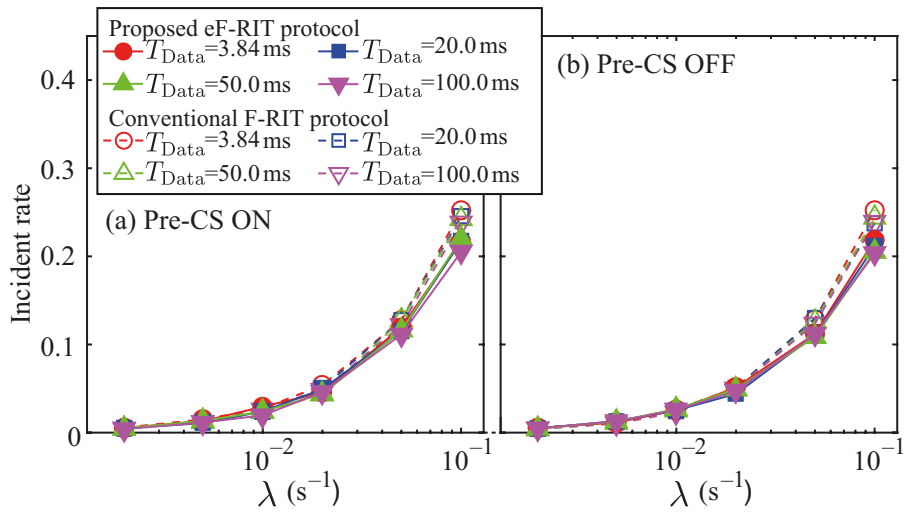 Proposed eF-RIT protocol
T_Data=3.84 ms T_Data=20.0 ms
T_Data=50.0 ms T_Data=100.0 ms
Conventional F-RIT protocol
T_Data=3.84 ms T_Data=20.0 ms
T_Data=50.0 ms T_Data=100.0 ms
(a) Pre-CS ON
(b) Pre-CS OFF
Incident rate
0.4
0.3
0.2
0.1
0
10⁻² 10⁻¹ 10⁻² 10⁻¹
λ (s⁻¹) λ (s⁻¹)